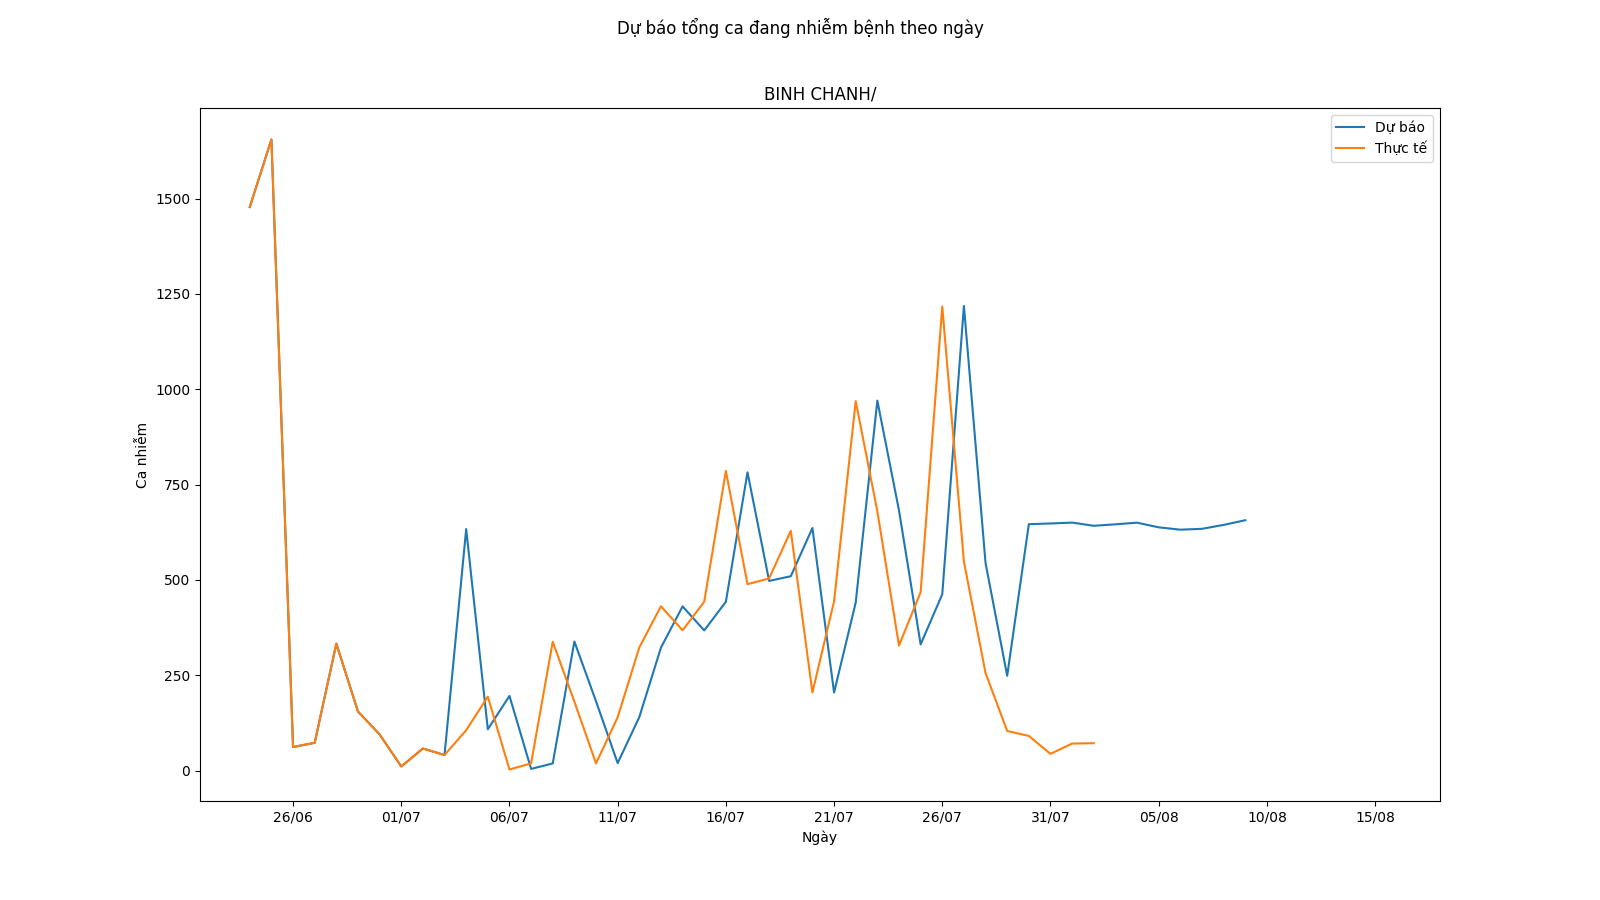 Dự báo tổng ca đang nhiễm bệnh theo ngày
BINH CHANH/
Dự báo
Thực tế
1500
1250
1000
750
500
250
0
Ca nhiễm
26/06 01/07 06/07 11/07 16/07 21/07 26/07 31/07 05/08 10/08 15/08
Ngày